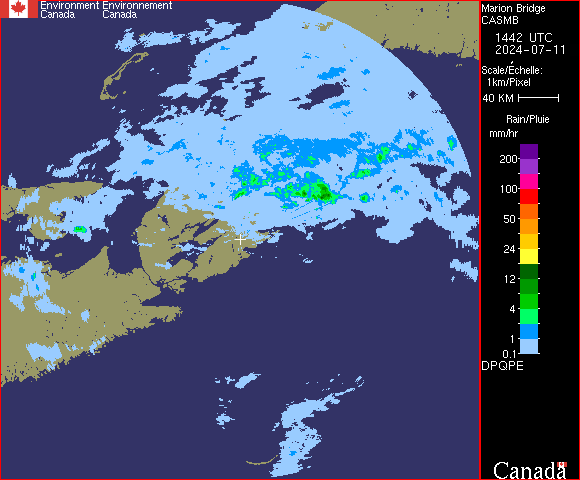 Environment Environnement
Canada Canada
Marion Bridge
CASMB
1442 UTC
2024-07-11
Scale/Échelle:
1km/Pixel
40 KM
Rain/Pluie
mm/hr
200
100
50
24
12
4
1
0.1
DPQPE
Canada